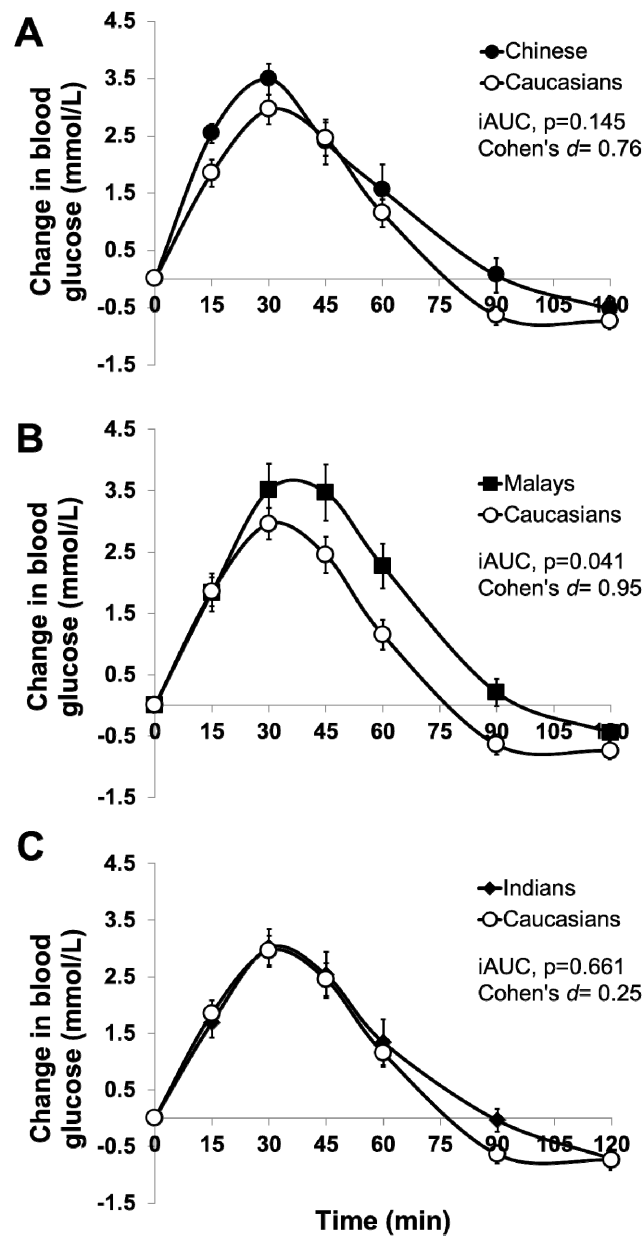 A
4.5
3.5
2.5
1.5
0.5
-0.5
-1.5
Change in blood
glucose (mmol/L)
Chinese
Caucasians
iAUC, p=0.145
Cohen's d= 0.76
0 15 30 45 60 75 90 105 120
B
4.5
3.5
2.5
1.5
0.5
-0.5
-1.5
Change in blood
glucose (mmol/L)
Malays
Caucasians
iAUC, p=0.041
Cohen's d= 0.95
0 15 30 45 60 75 90 105 120
C
4.5
3.5
2.5
1.5
0.5
-0.5
-1.5
Change in blood
glucose (mmol/L)
Indians
Caucasians
iAUC, p=0.661
Cohen's d= 0.25
0 15 30 45 60 75 90 105 120
Time (min)